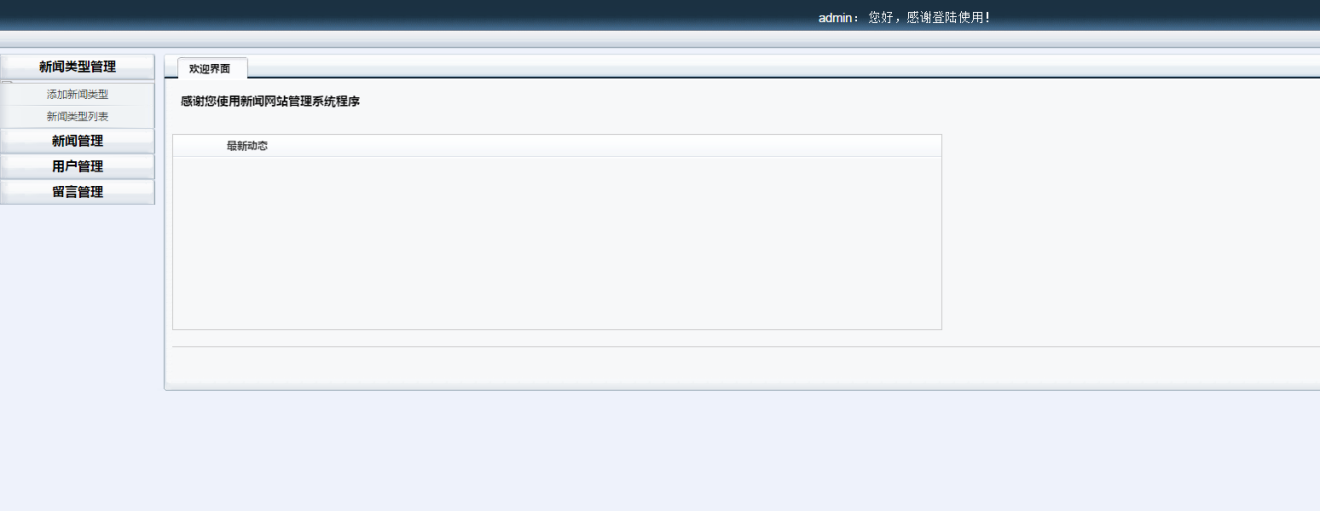 admin：您好，感谢登陆使用！
新闻类型管理
添加新闻类型
新闻类型列表
新闻管理
用户管理
留言管理
欢迎界面
感谢您使用新闻网站管理系统程序
最新动态